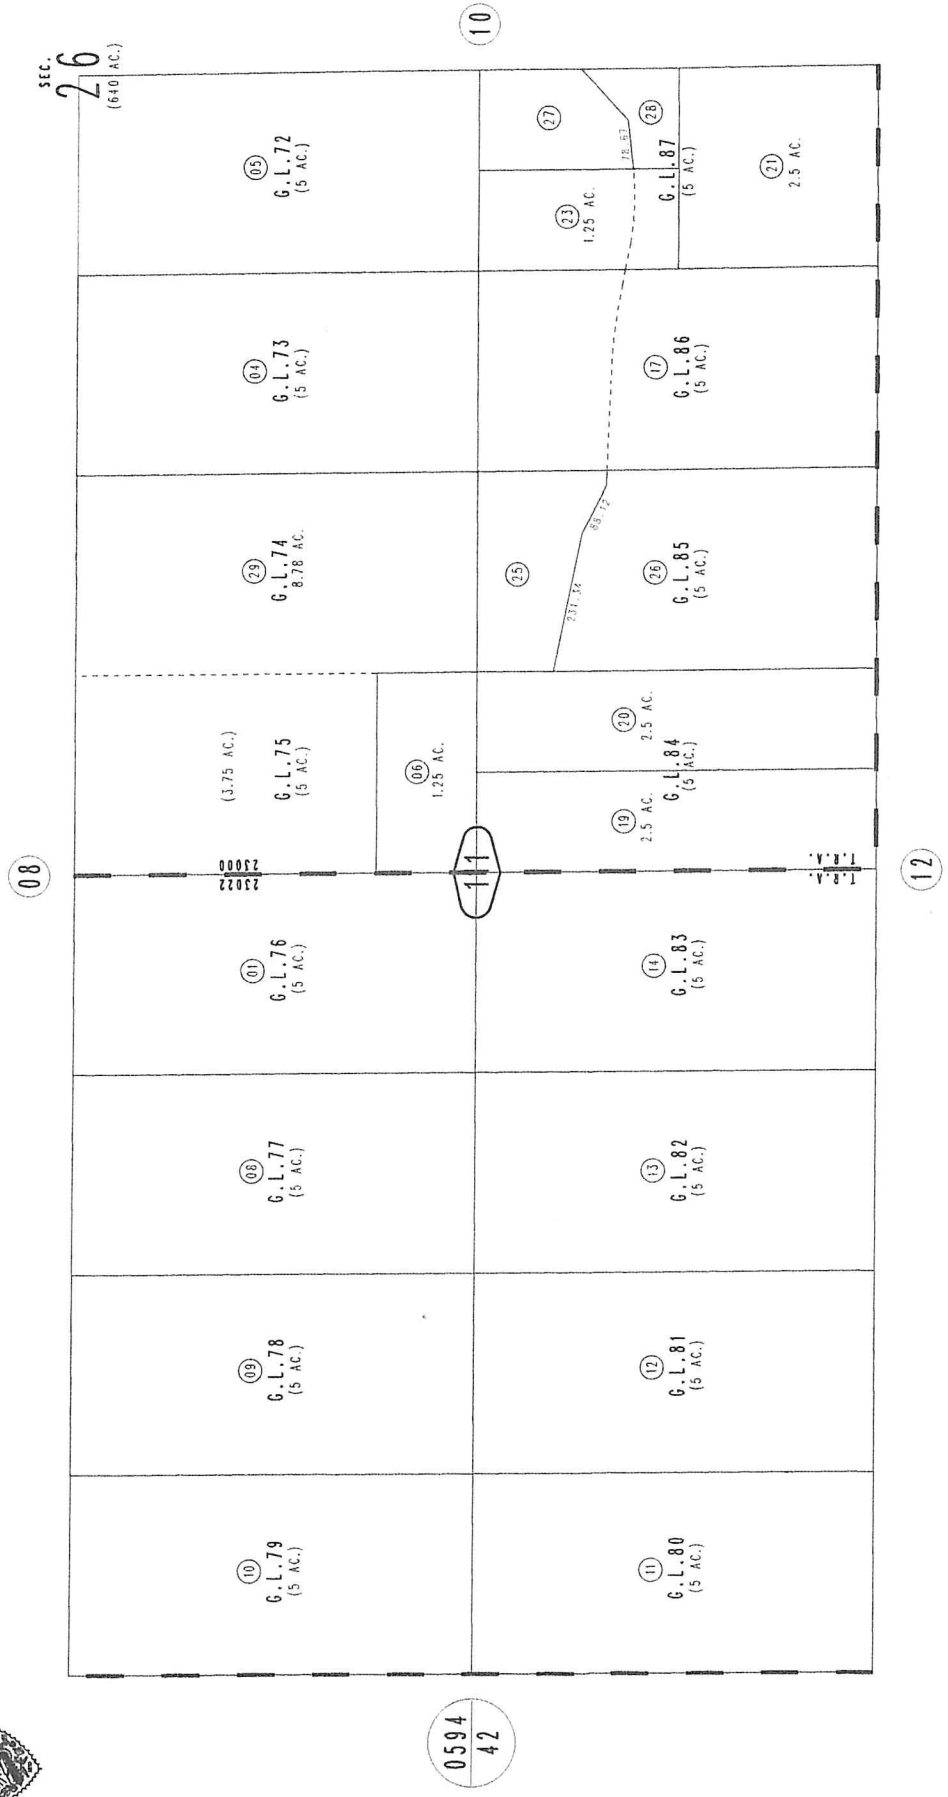 SEC.
26
(640 AC.)
10
08
12
0594
42
11
23022
23000
T.R.A.
T.R.A.
10
G.L.79
(5 AC.)
09
G.L.78
(5 AC.)
08
G.L.77
(5 AC.)
01
G.L.76
(5 AC.)
(3.75 AC.)
G.L.75
(5 AC.)
06
1.25 AC.
29
G.L.74
8.78 AC.
04
G.L.73
(5 AC.)
05
G.L.72
(5 AC.)
11
G.L.80
(5 AC.)
12
G.L.81
(5 AC.)
13
G.L.82
(5 AC.)
14
G.L.83
(5 AC.)
19
2.5 AC.
20
2.5 AC.
G.L.84
(5 AC.)
25
231.34
88.12
26
G.L.85
(5 AC.)
17
G.L.86
(5 AC.)
23
1.25 AC.
27
78.67
28
G.L.87
(5 AC.)
21
2.5 AC.